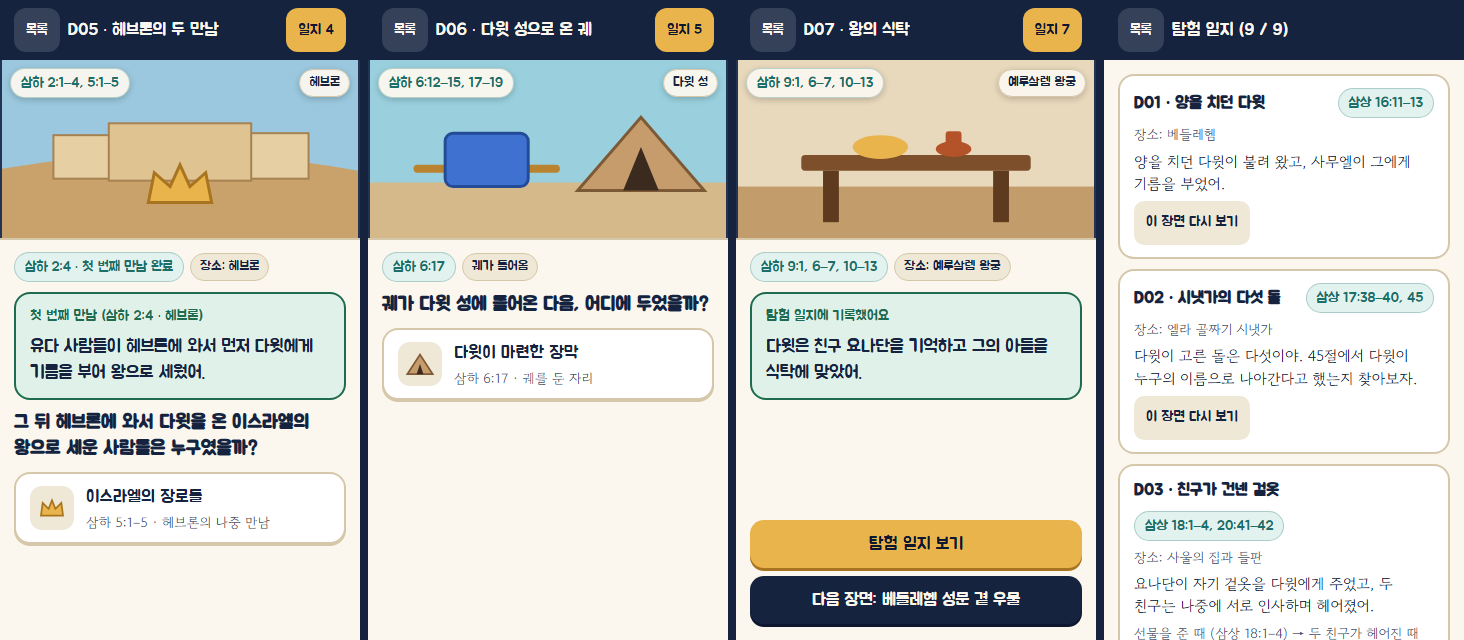 목록
D05 · 헤브론의 두 만남
일지 4
삼하 2:1–4, 5:1–5
헤브론
삼하 2:4 · 첫 번째 만남 완료
장소: 헤브론
첫 번째 만남 (삼하 2:4 · 헤브론)
유다 사람들이 헤브론에 와서 먼저 다윗에게
기름을 부어 왕으로 세웠어.
그 뒤 헤브론에 와서 다윗을 온 이스라엘의
왕으로 세운 사람들은 누구였을까?
이스라엘의 장로들
삼하 5:1–5 · 헤브론의 나중 만남
목록
D06 · 다윗 성으로 온 궤
일지 5
삼하 6:12–15, 17–19
다윗 성
삼하 6:17
궤가 들어옴
궤가 다윗 성에 들어온 다음, 어디에 두었을까?
다윗이 마련한 장막
삼하 6:17 · 궤를 둔 자리
목록
D07 · 왕의 식탁
일지 7
삼하 9:1, 6–7, 10–13
예루살렘 왕궁
삼하 9:1, 6–7, 10–13
장소: 예루살렘 왕궁
탐험 일지에 기록했어요
다윗은 친구 요나단을 기억하고 그의 아들을
식탁에 맞았어.
탐험 일지 보기
다음 장면: 베들레헴 성문 곁 우물
목록
탐험 일지 (9 / 9)
D01 · 양을 치던 다윗
삼상 16:11–13
장소: 베들레헴
양을 치던 다윗이 불려 왔고, 사무엘이 그에게
기름을 부었어.
이 장면 다시 보기
D02 · 시냇가의 다섯 돌
삼상 17:38–40, 45
장소: 엘라 골짜기 시냇가
다윗이 고른 돌은 다섯이야. 45절에서 다윗이
누구의 이름으로 나아간다고 했는지 찾아보자.
이 장면 다시 보기
D03 · 친구가 건넨 겉옷
삼상 18:1–4, 20:41–42
장소: 사울의 집과 들판
요나단이 자기 겉옷을 다윗에게 주었고, 두
친구는 나중에 서로 인사하며 헤어졌어.
선물을 준 때 (삼상 18:1–4) → 두 친구가 헤어진 때